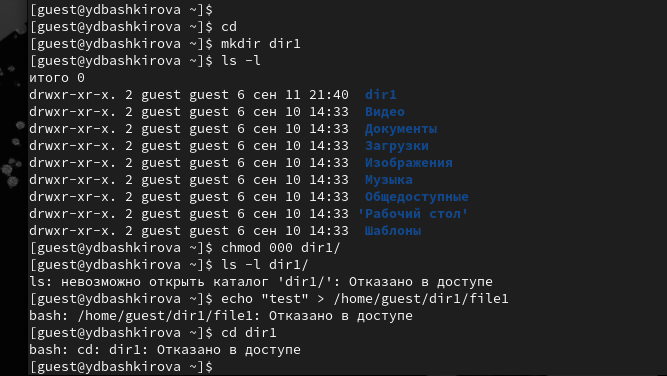 [guest@ydbashkirova ~]$
[guest@ydbashkirova ~]$ cd
[guest@ydbashkirova ~]$ mkdir dir1
[guest@ydbashkirova ~]$ ls -l
итого 0
drwxr-xr-x. 2 guest guest 6 сен 11 21:40  dir1
drwxr-xr-x. 2 guest guest 6 сен 10 14:33  Видео
drwxr-xr-x. 2 guest guest 6 сен 10 14:33  Документы
drwxr-xr-x. 2 guest guest 6 сен 10 14:33  Загрузки
drwxr-xr-x. 2 guest guest 6 сен 10 14:33  Изображения
drwxr-xr-x. 2 guest guest 6 сен 10 14:33  Музыка
drwxr-xr-x. 2 guest guest 6 сен 10 14:33  Общедоступные
drwxr-xr-x. 2 guest guest 6 сен 10 14:33 'Рабочий стол'
drwxr-xr-x. 2 guest guest 6 сен 10 14:33  Шаблоны
[guest@ydbashkirova ~]$ chmod 000 dir1/
[guest@ydbashkirova ~]$ ls -l dir1/
ls: невозможно открыть каталог 'dir1/': Отказано в доступе
[guest@ydbashkirova ~]$ echo "test" > /home/guest/dir1/file1
bash: /home/guest/dir1/file1: Отказано в доступе
[guest@ydbashkirova ~]$ cd dir1
bash: cd: dir1: Отказано в доступе
[guest@ydbashkirova ~]$